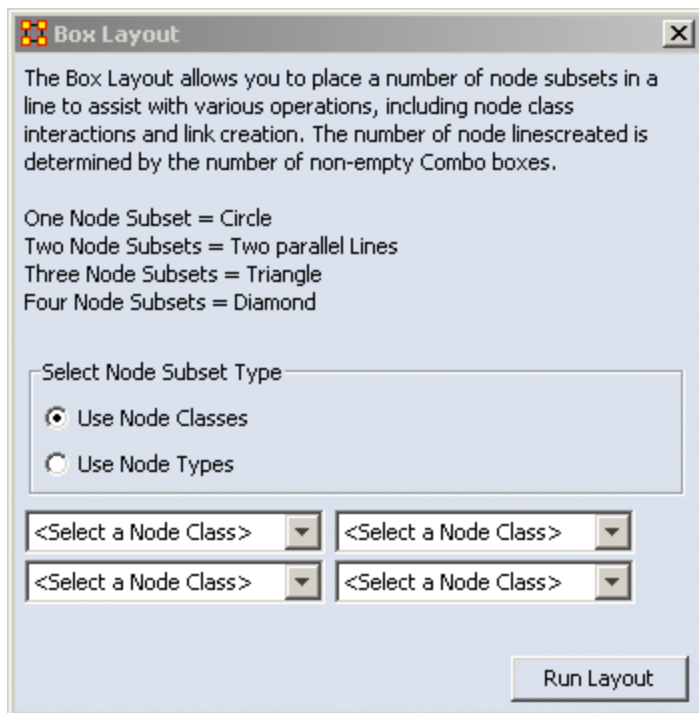 Box Layout
The Box Layout allows you to place a number of node subsets in a
line to assist with various operations, including node class
interactions and link creation. The number of node linescreated is
determined by the number of non-empty Combo boxes.
One Node Subset = Circle
Two Node Subsets = Two parallel Lines
Three Node Subsets = Triangle
Four Node Subsets = Diamond
Select Node Subset Type
Use Node Classes
Use Node Types
<Select a Node Class> <Select a Node Class>
<Select a Node Class> <Select a Node Class>
Run Layout